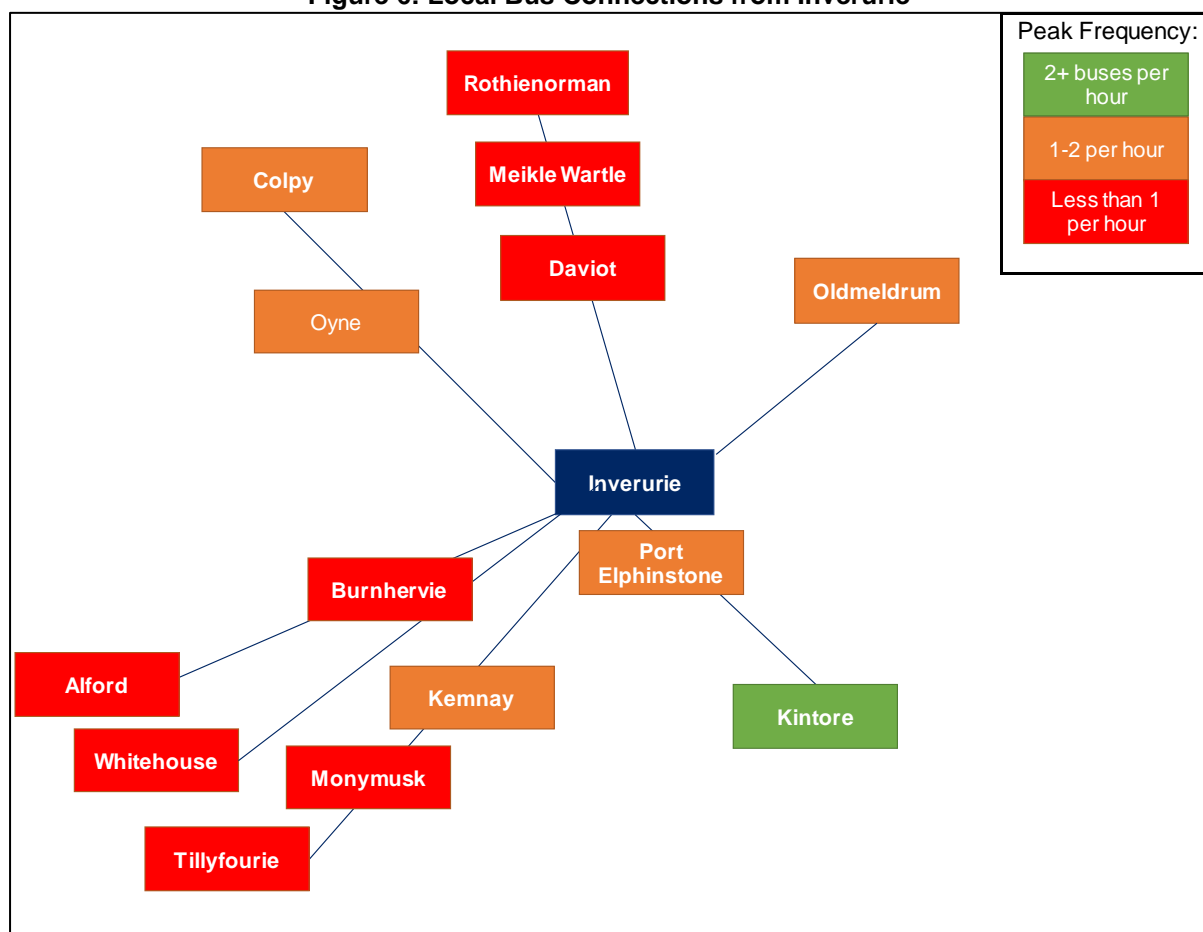 Peak Frequency:
2+ buses per
hour
1-2 per hour
Less than 1
per hour
Rothienorman
Colpy
Meikle Wartle
Daviot
Oldmeldrum
Oyne
Inverurie
Port
Elphinstone
Burnhervie
Alford
Kemnay
Kintore
Whitehouse
Monymusk
Tillyfourie